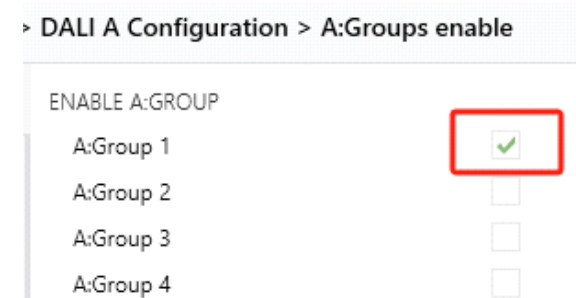 > DALI A Configuration > A:Groups enable
ENABLE A:GROUP
A:Group 1
A:Group 2
A:Group 3
A:Group 4